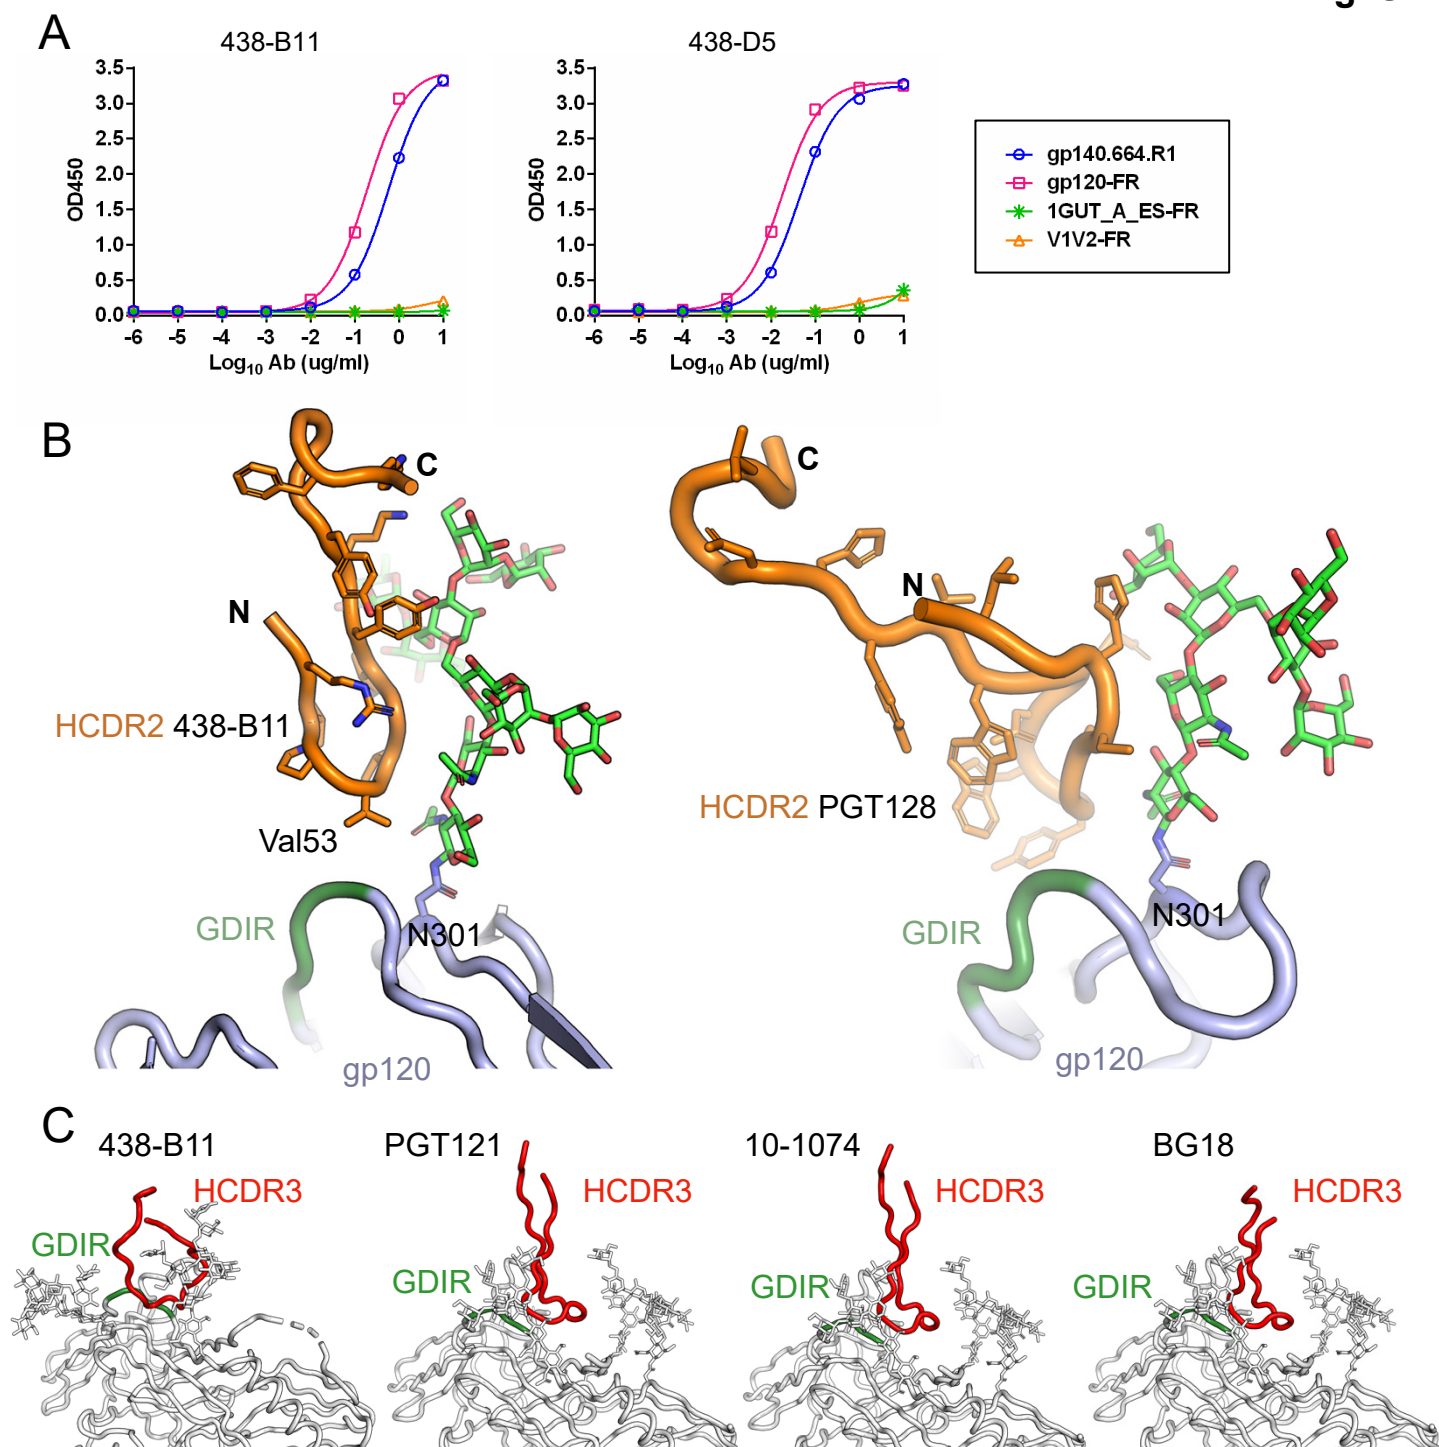 A
438-B11
438-D5
3.5
3.0
2.5
2.0
1.5
1.0
0.5
0.0
OD450
-6 -5 -4 -3 -2 -1 0 1
Log10 Ab (ug/ml)
3.5
3.0
2.5
2.0
1.5
1.0
0.5
0.0
OD450
-6 -5 -4 -3 -2 -1 0 1
Log10 Ab (ug/ml)
gp140.664.R1
gp120-FR
1GUT_A_ES-FR
V1V2-FR
B
C
N
HCDR2 438-B11
Val53
GDIR
N301
gp120
C
N
HCDR2 PGT128
GDIR
N301
gp120
C
438-B11
PGT121
10-1074
BG18
HCDR3
HCDR3
HCDR3
HCDR3
GDIR
GDIR
GDIR
GDIR